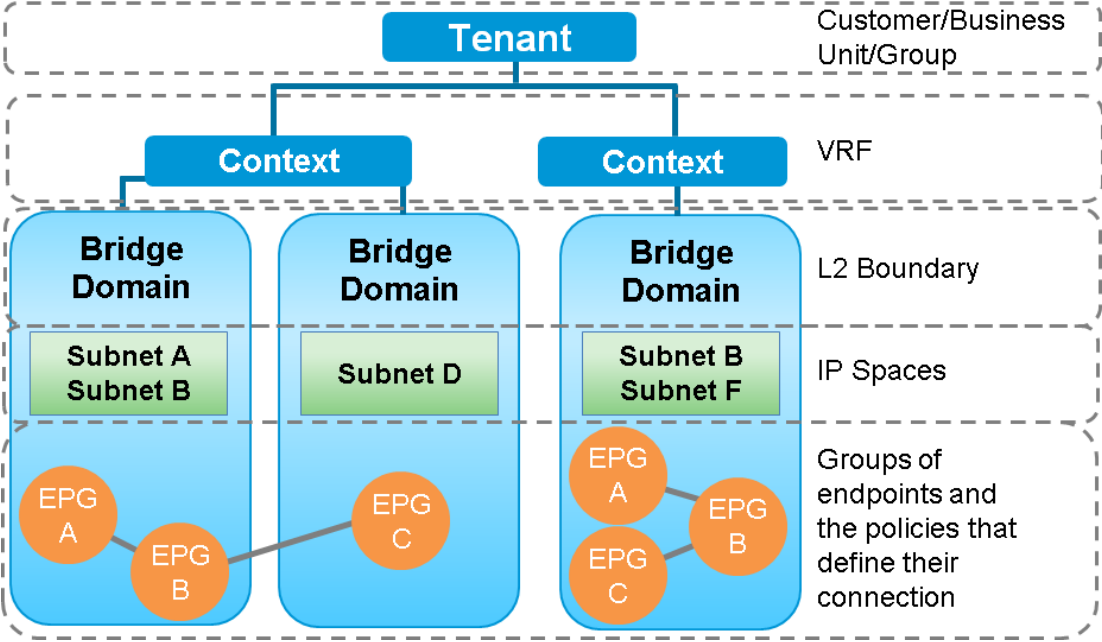 Tenant
Customer/Business
Unit/Group
Context
Context
VRF
Bridge
Domain
Bridge
Domain
Bridge
Domain
L2 Boundary
Subnet A
Subnet B
Subnet D
Subnet B
Subnet F
IP Spaces
EPG
A
EPG
B
EPG
C
EPG
A
EPG
B
EPG
C
Groups of
endpoints and
the policies that
define their
connection